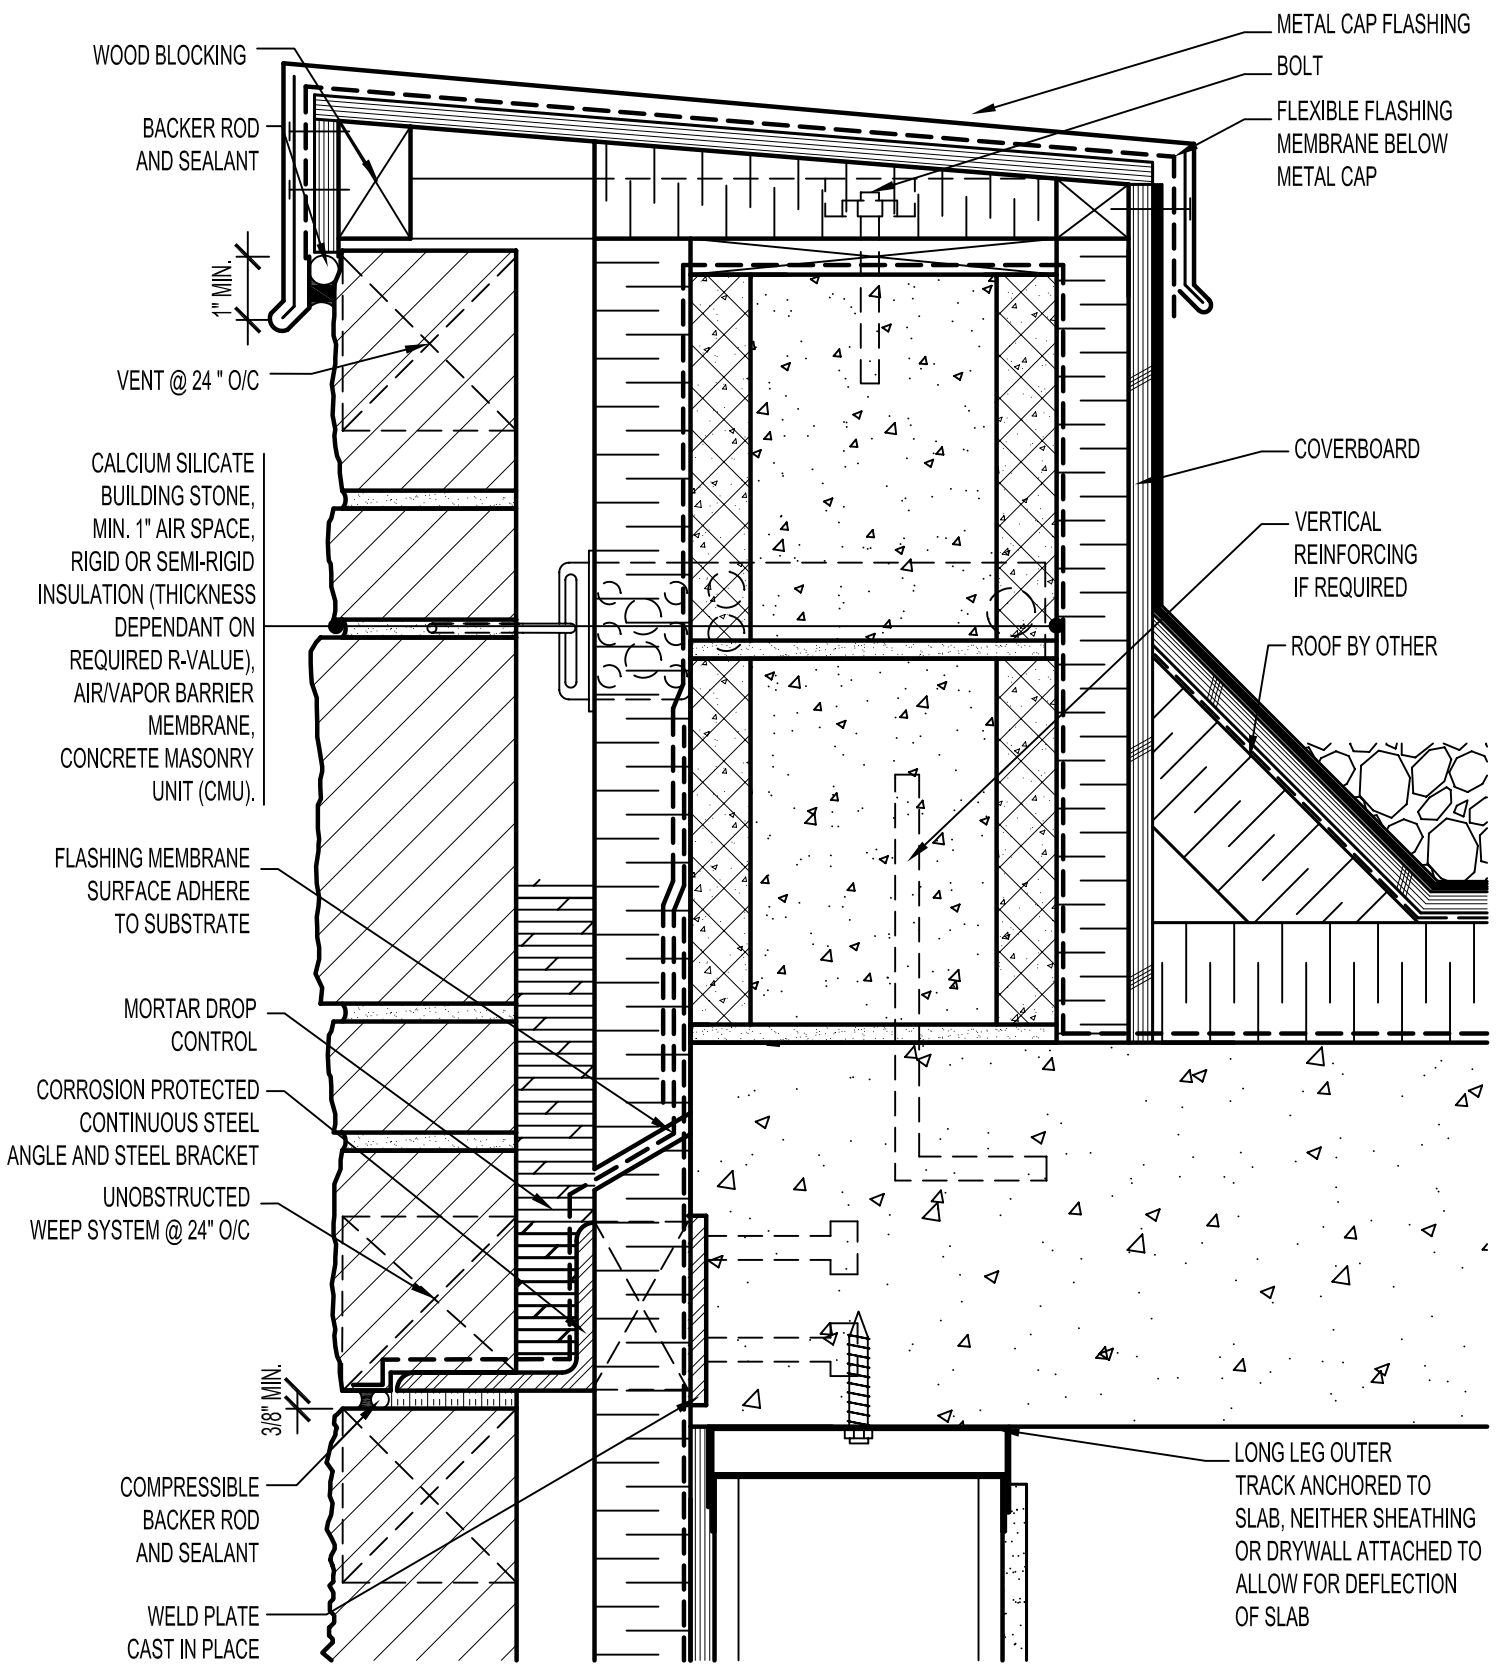 WOOD BLOCKING
BACKER ROD
AND SEALANT
1" MIN.
VENT @ 24 " O/C
CALCIUM SILICATE
BUILDING STONE,
MIN. 1" AIR SPACE,
RIGID OR SEMI-RIGID
INSULATION (THICKNESS
DEPENDANT ON
REQUIRED R-VALUE),
AIR/VAPOR BARRIER
MEMBRANE,
CONCRETE MASONRY
UNIT (CMU).
FLASHING MEMBRANE
SURFACE ADHERE
TO SUBSTRATE
MORTAR DROP
CONTROL
CORROSION PROTECTED
CONTINUOUS STEEL
ANGLE AND STEEL BRACKET
UNOBSTRUCTED
WEEP SYSTEM @ 24" O/C
3/8" MIN.
COMPRESSIBLE
BACKER ROD
AND SEALANT
WELD PLATE
CAST IN PLACE
METAL CAP FLASHING
BOLT
FLEXIBLE FLASHING
MEMBRANE BELOW
METAL CAP
COVERBOARD
VERTICAL
REINFORCING
IF REQUIRED
ROOF BY OTHER
LONG LEG OUTER
TRACK ANCHORED TO
SLAB, NEITHER SHEATHING
OR DRYWALL ATTACHED TO
ALLOW FOR DEFLECTION
OF SLAB